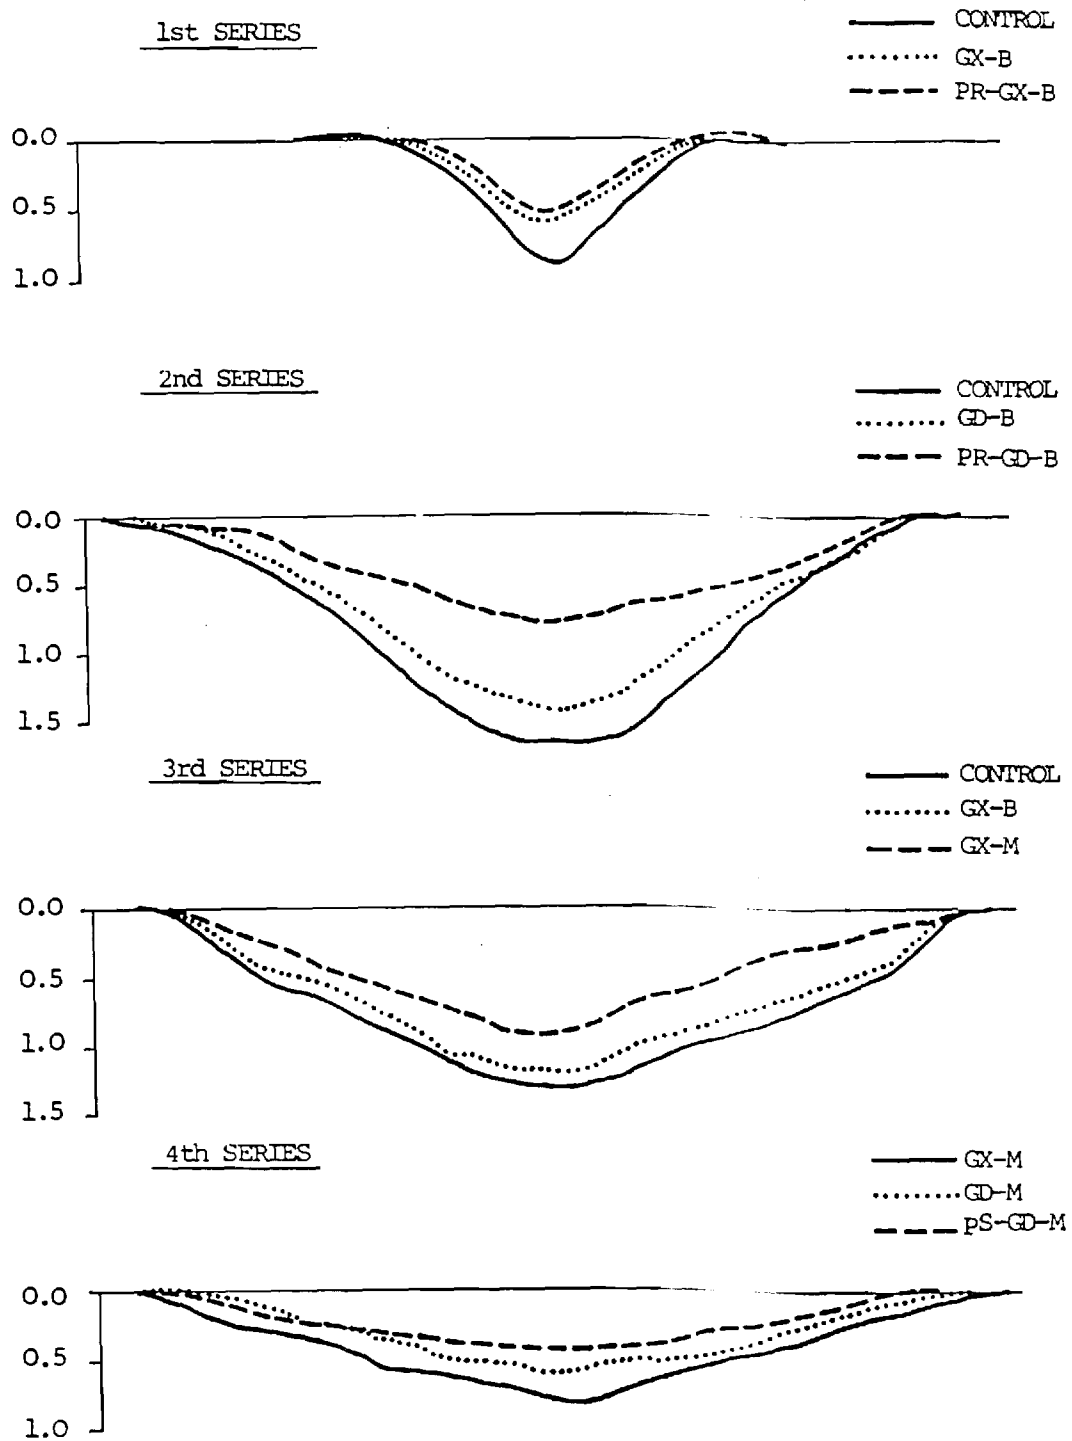 1st SERIES
CONTROL
GX-B
PR-GX-B
0.0
0.5
1.0
2nd SERIES
CONTROL
GD-B
PR-GD-B
0.0
0.5
1.0
1.5
3rd SERIES
CONTROL
GX-B
GX-M
0.0
0.5
1.0
1.5
4th SERIES
GX-M
GD-M
pS-GD-M
0.0
0.5
1.0